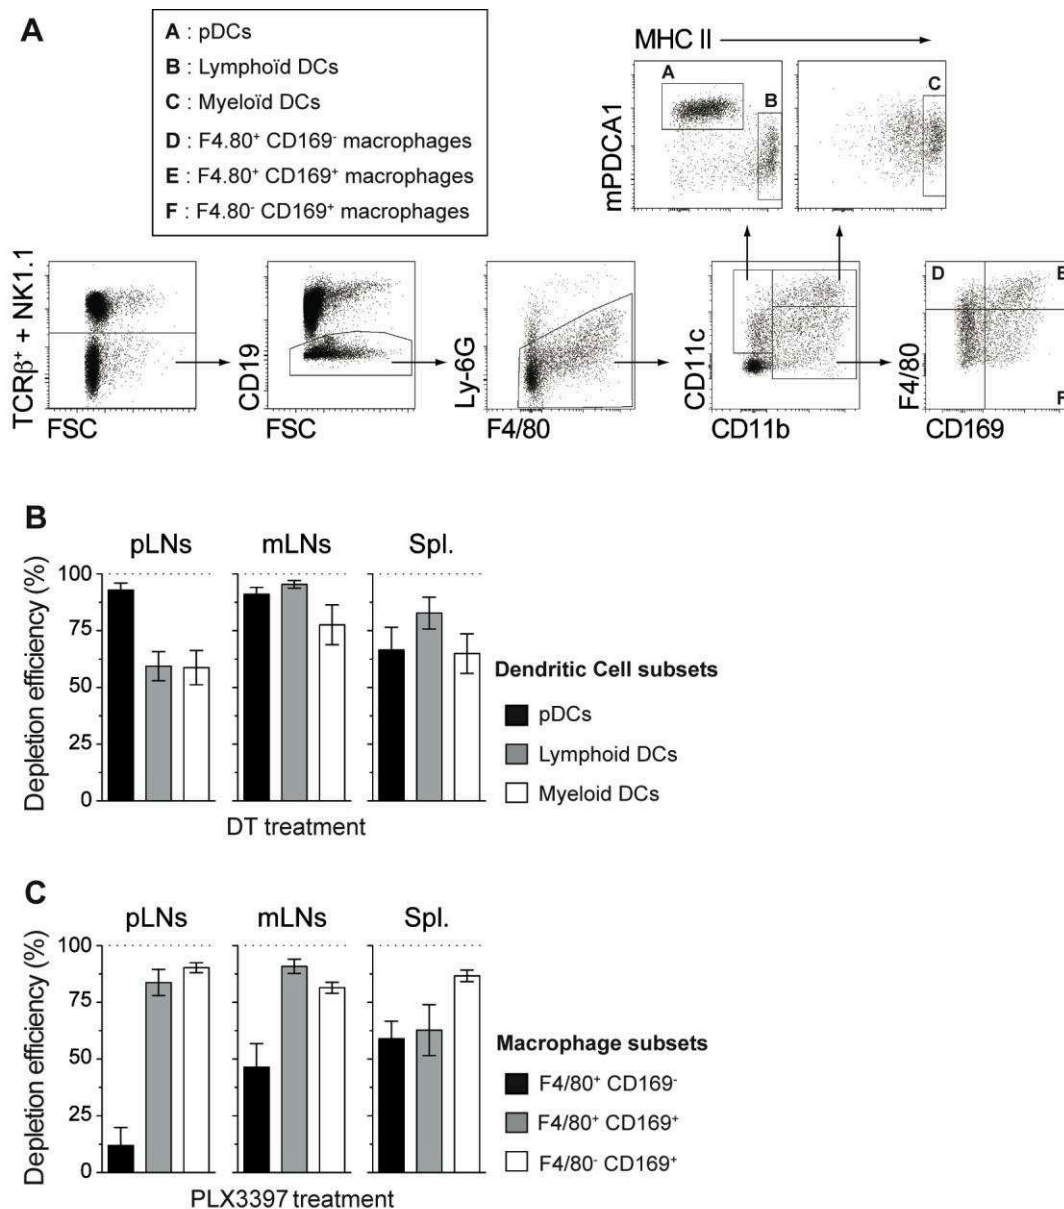 A
A : pDCs
B : Lymphoïd DCs
C : Myeloïd DCs
D : F4.80⁺ CD169⁻ macrophages
E : F4.80⁺ CD169⁺ macrophages
F : F4.80⁻ CD169⁺ macrophages
MHC II
A
B
C
mPDCA1
TCRβ⁺ + NK1.1
FSC
CD19
FSC
Ly-6G
F4/80
CD11c
CD11b
D
E
F
F4/80
CD169
B
pLNs mLNs Spl.
Depletion efficiency (%)
100
75
50
25
0
DT treatment
Dendritic Cell subsets
pDCs
Lymphoid DCs
Myeloid DCs
C
pLNs mLNs Spl.
Depletion efficiency (%)
100
75
50
25
0
PLX3397 treatment
Macrophage subsets
F4/80⁺ CD169⁻
F4/80⁺ CD169⁺
F4/80⁻ CD169⁺